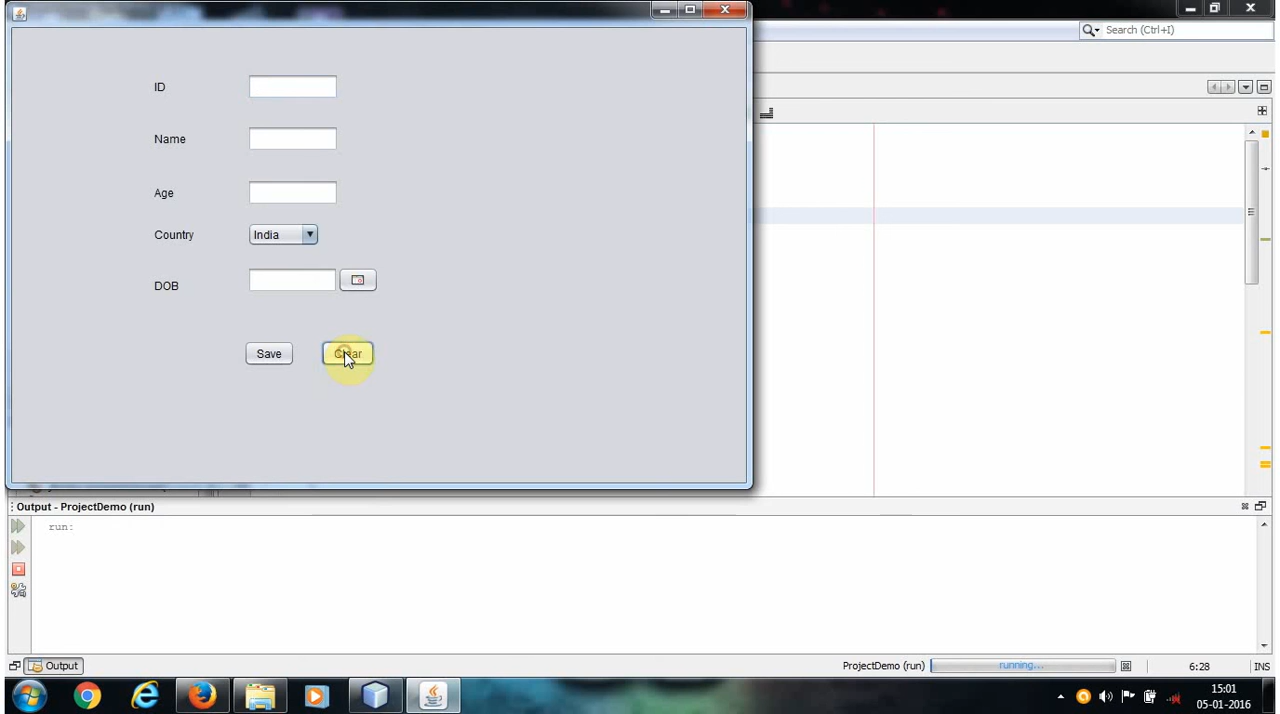 Search (Ctrl+I)
ID
Name
Age
Country India
DOB
Save Clear
Output - ProjectDemo (run)
run:
Output
ProjectDemo (run) running... 6:28 INS
15:01
05-01-2016